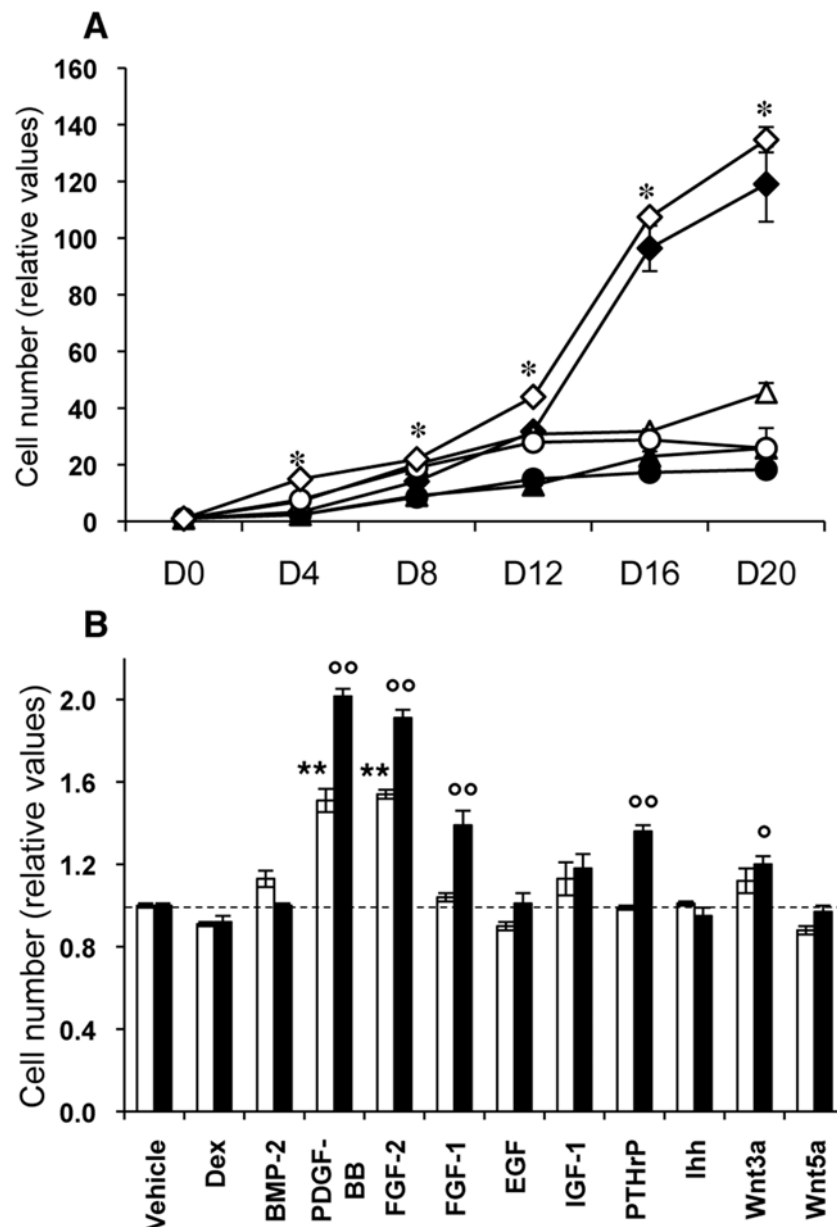 A
Cell number (relative values)
160
140
120
100
80
60
40
20
0
*
*
*
*
*
D0 D4 D8 D12 D16 D20
B
Cell number (relative values)
2.0
1.6
1.2
0.8
0.4
0.0
**
°°
**
°°
°°
°°
°
Vehicle
Dex
BMP-2
PDGF-
BB
FGF-2
FGF-1
EGF
IGF-1
PTHrP
Ihh
Wnt3a
Wnt5a